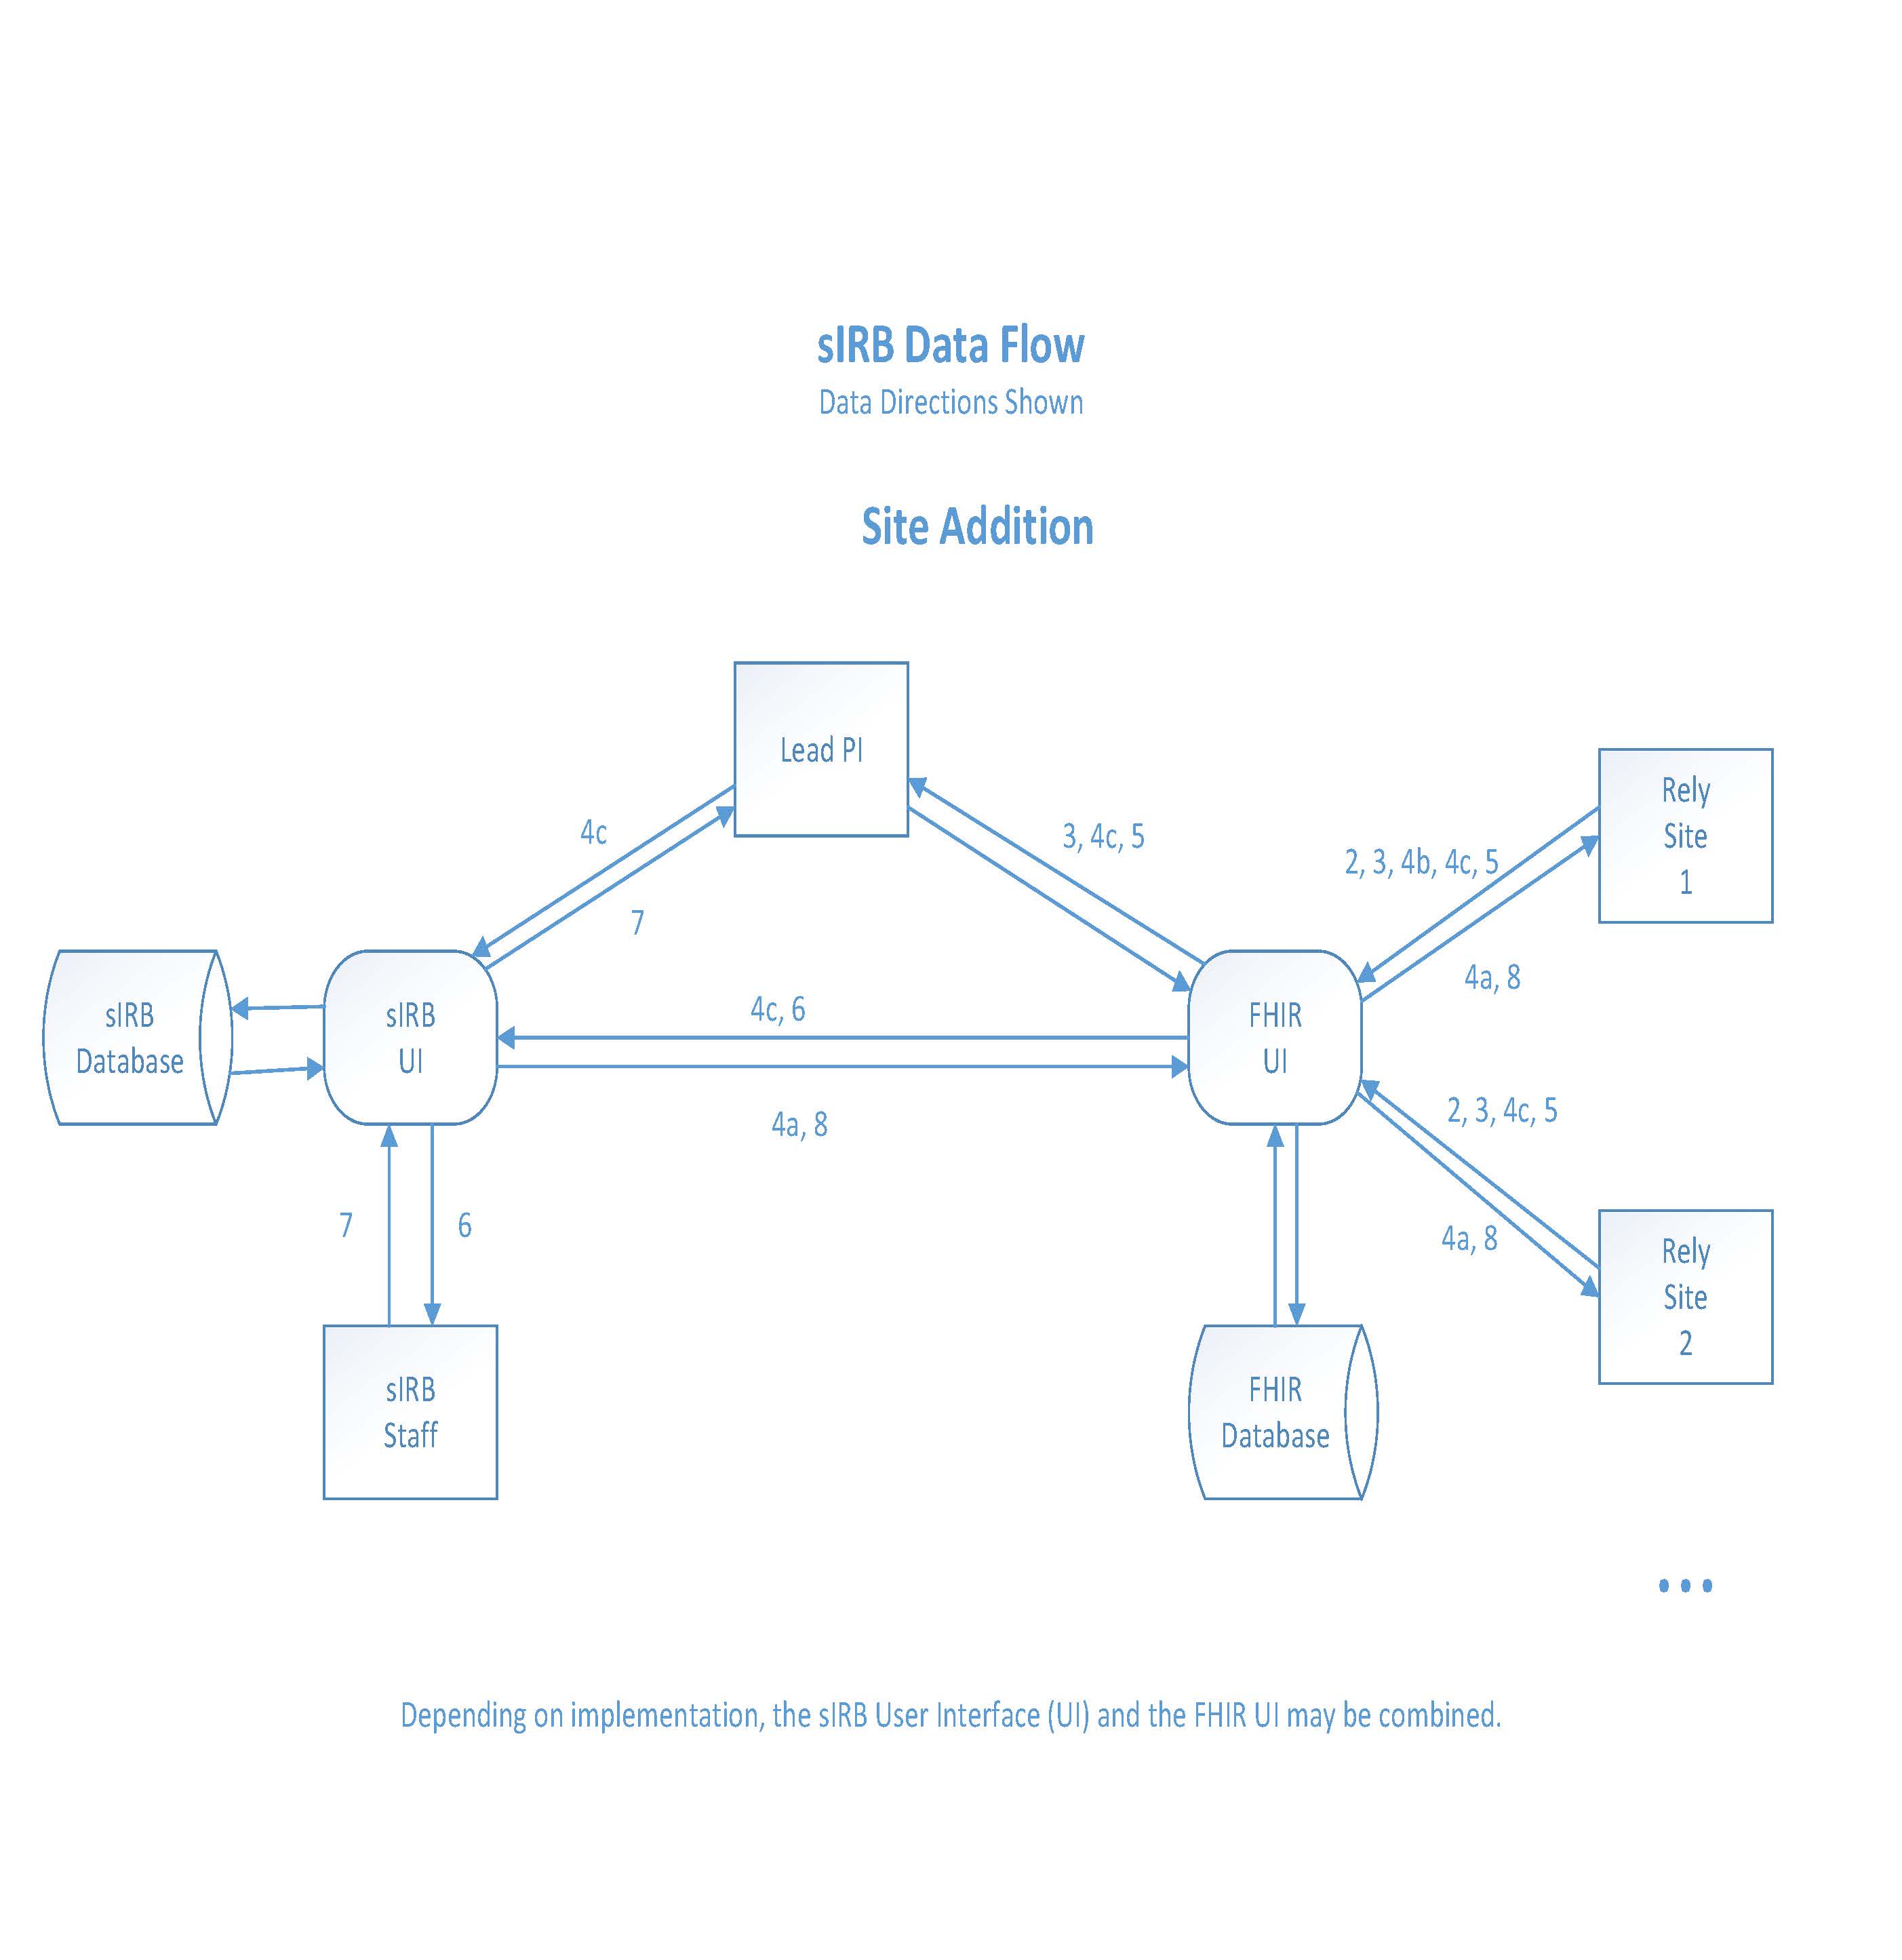 sIRB Data Flow
Data Directions Shown
Site Addition
Lead PI
4c
7
3, 4c, 5
2, 3, 4b, 4c, 5
4a, 8
Rely
Site
1
sIRB
Database
sIRB
UI
4c, 6
4a, 8
FHIR
UI
2, 3, 4c, 5
4a, 8
7
6
Rely
Site
2
sIRB
Staff
FHIR
Database
...
Depending on implementation, the sIRB User Interface (UI) and the FHIR UI may be combined.